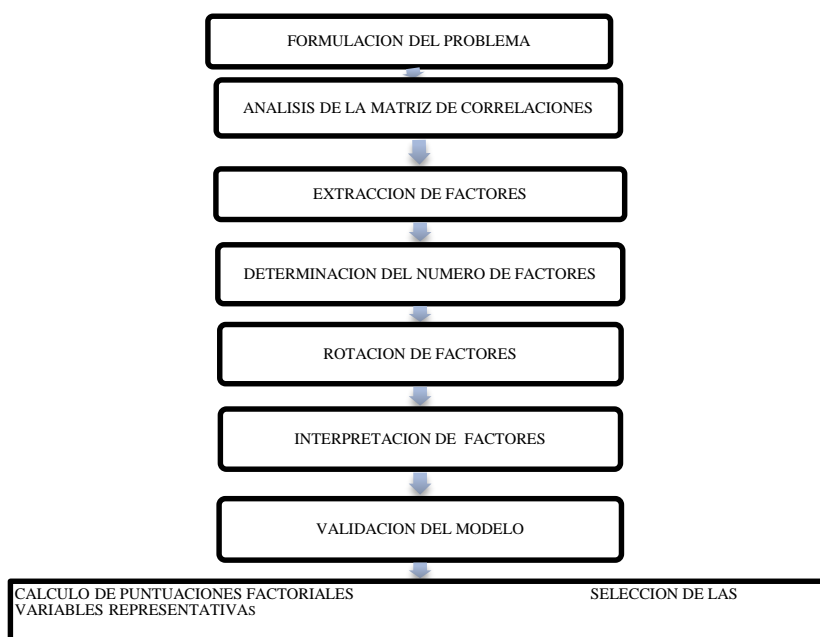 FORMULACION DEL PROBLEMA
ANALISIS DE LA MATRIZ DE CORRELACIONES
EXTRACCION DE FACTORES
DETERMINACION DEL NUMERO DE FACTORES
ROTACION DE FACTORES
INTERPRETACION DE FACTORES
VALIDACION DEL MODELO
CALCULO DE PUNTUACIONES FACTORIALES SELECCION DE LAS
VARIABLES REPRESENTATIVAs